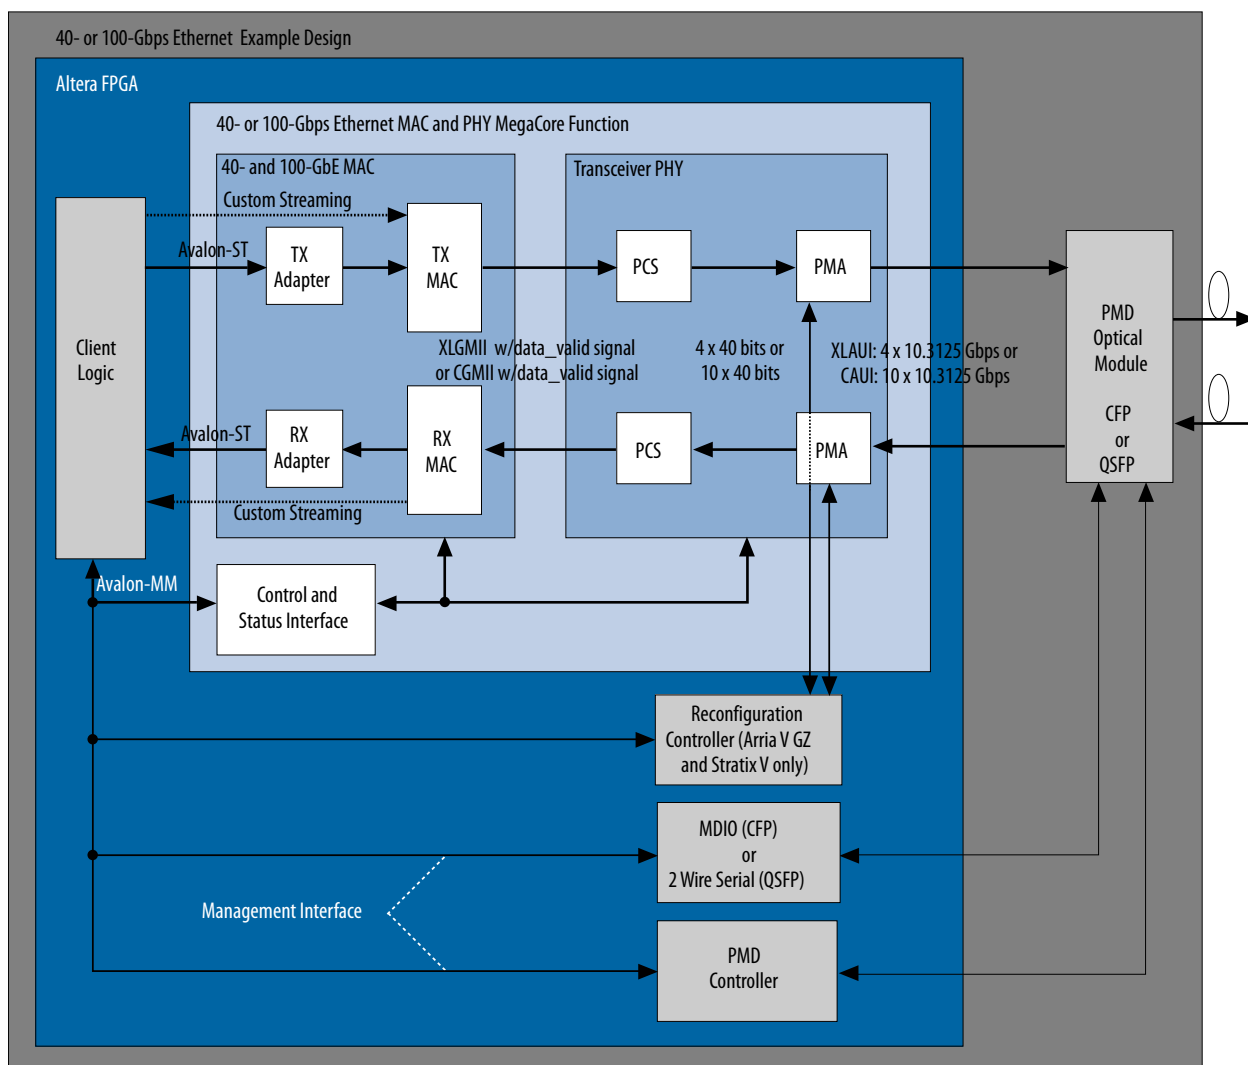 40- or 100-Gbps Ethernet Example Design
Altera FPGA
40- or 100-Gbps Ethernet MAC and PHY MegaCore Function
40- and 100-GbE MAC
Transceiver PHY
Custom Streaming
Avalon-ST
TX
Adapter
TX
MAC
PCS
PMA
Client
Logic
XLGMII w/data_valid signal
or CGMII w/data_valid signal
4 x 40 bits or
10 x 40 bits
XLAUI: 4 x 10.3125 Gbps or
CAUI: 10 x 10.3125 Gbps
PMD
Optical
Module
CFP
or
QSFP
Avalon-ST
RX
Adapter
RX
MAC
PCS
PMA
Custom Streaming
Avalon-MM
Control and
Status Interface
Reconfiguration
Controller (Arria V GZ
and Stratix V only)
MDIO (CFP)
or
2 Wire Serial (QSFP)
Management Interface
PMD
Controller